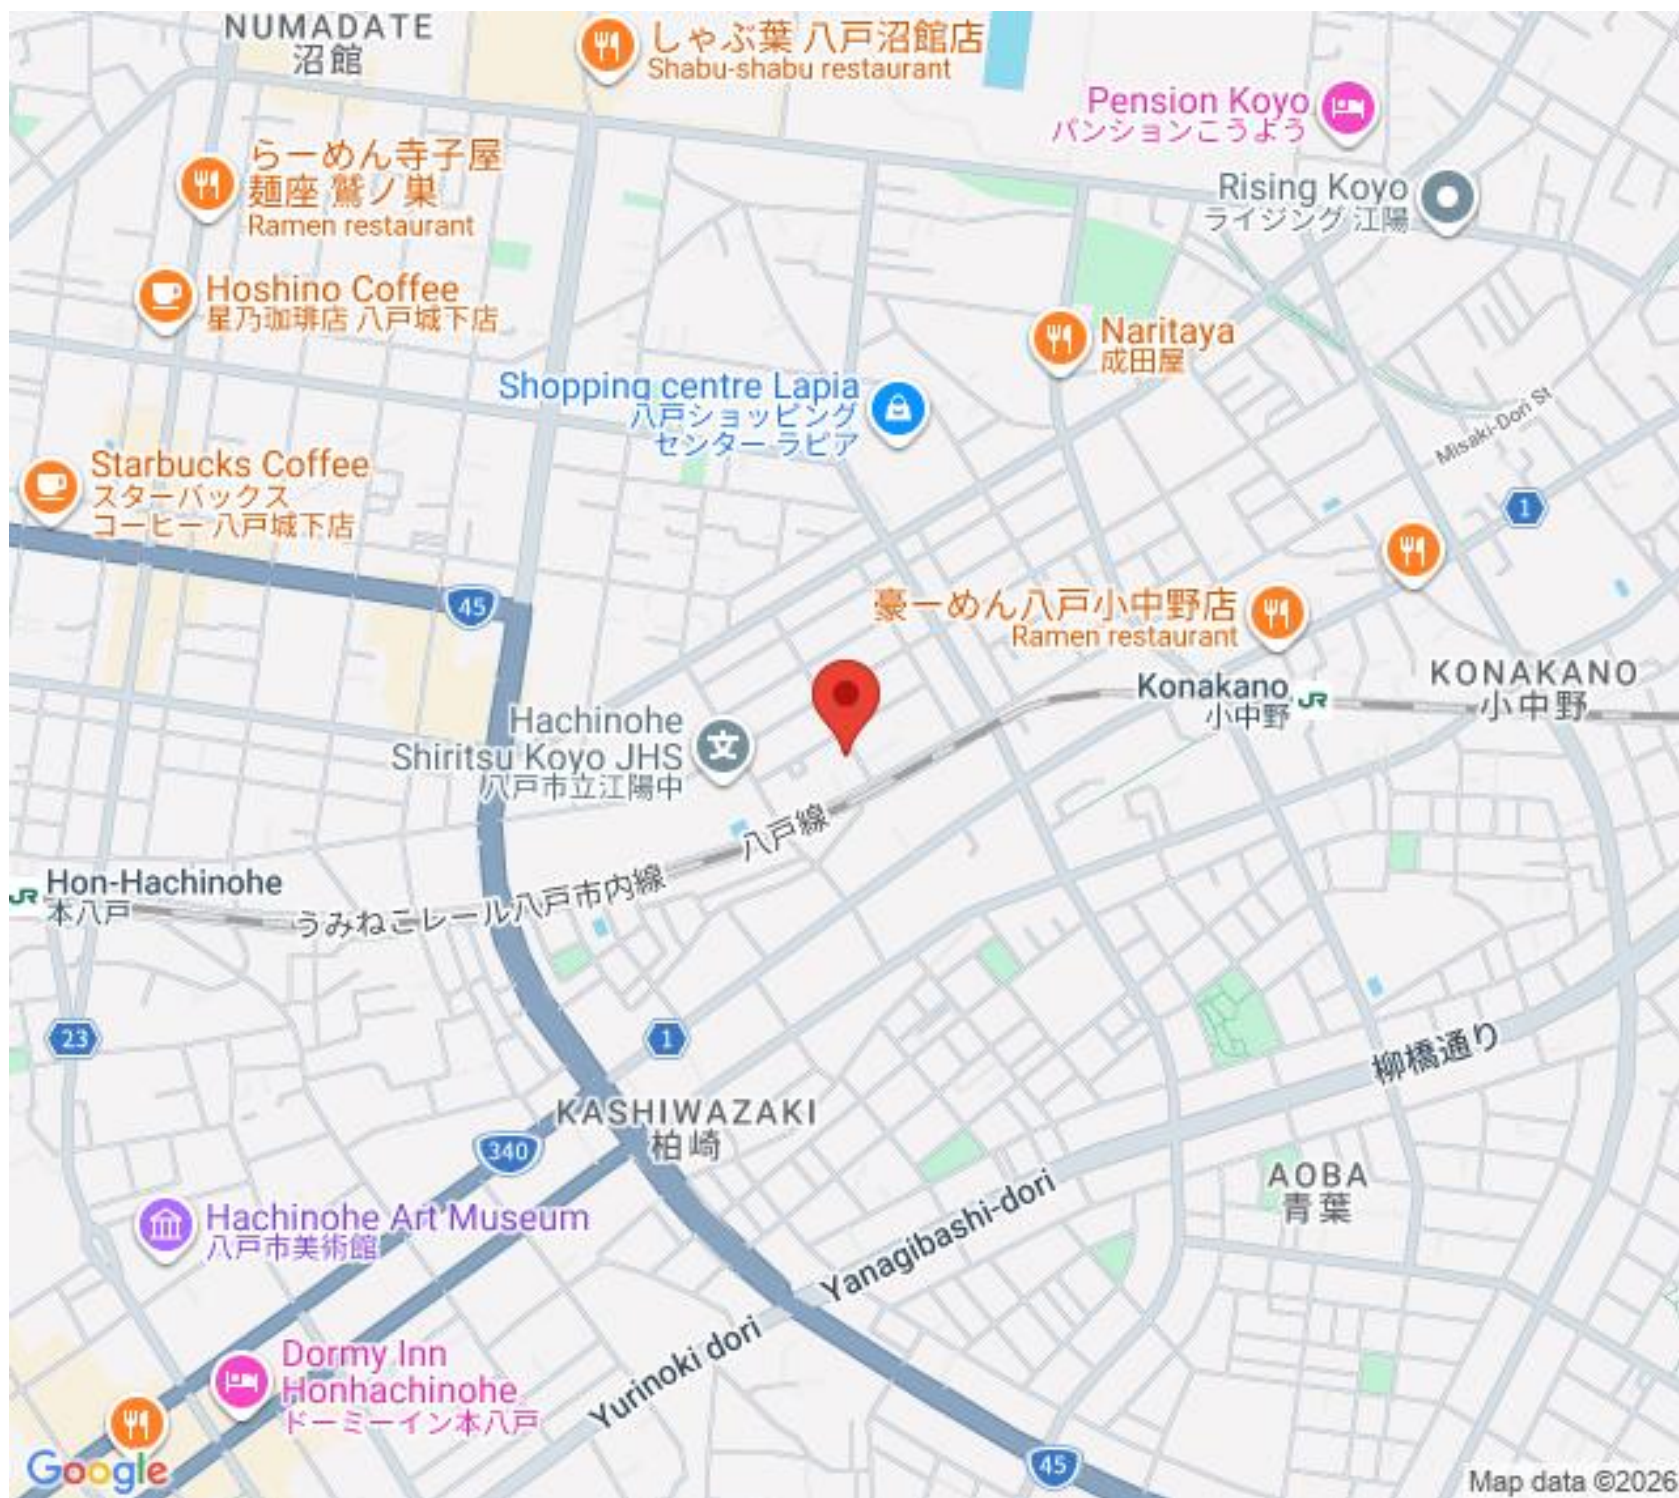 NUMADATE
沼館
しゃぶ葉 八戸沼館店
Shabu-shabu restaurant
Pension Koyo
パンションこうよう
らーめん寺子屋
麺座 鷲ノ巣
Ramen restaurant
Rising Koyo
ライジング 江陽
Hoshino Coffee
星乃珈琲店 八戸城下店
Naritaya
成田屋
Shopping centre Lapia
八戸ショッピング
センター ラピア
Misaki-Dori St
Starbucks Coffee
スターバックス
コーヒー 八戸城下店
1
45
豪一めん八戸小中野店
Ramen restaurant
Konakano
小中野
JR
KONAKANO
小中野
Hachinohe
Shiritsu Koyo JHS
八戸市立江陽中
文
八戸線
うみねこレール八戸市内線
JR
Hon-Hachinohe
本八戸
23
1
柳橋通り
KASHIWAZAKI
柏崎
340
AOBA
青葉
Hachinohe Art Museum
八戸市美術館
Yanagibashi-dori
Yurinoki dori
Dormy Inn
Honhachinohe
ドーミーイン本八戸
45
Google
Map data ©2026